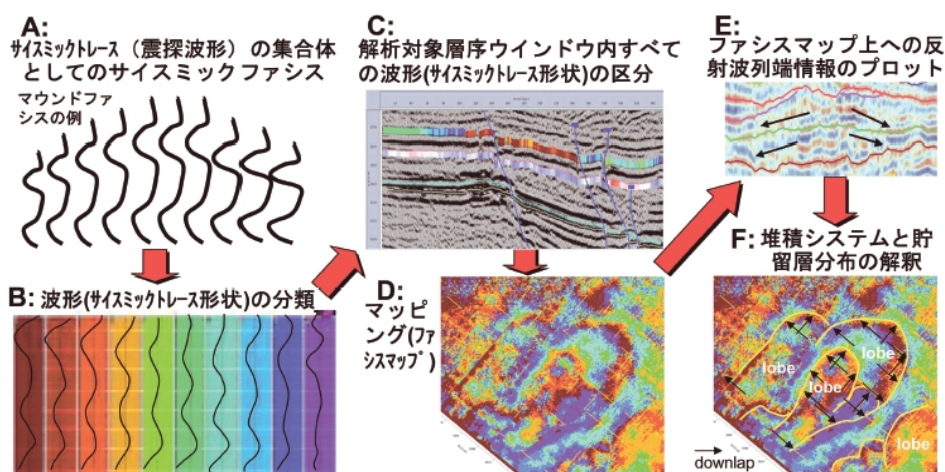 A:
サイスミックトレース（震探波形）の集合体
としてのサイスミックファシス
マウンドファ
シスの例
B: 波形(サイスミックトレース形状)の分類
C:
解析対象層序ウインドウ内すべて
の波形(サイスミックトレース形状)の区分
D:
マッピ
ング(ファ
シスマップ)
E:
ファシスマップ上への反
射波列端情報のプロット
F: 堆積システムと貯
留層分布の解釈
lobe
lobe
lobe
downlap